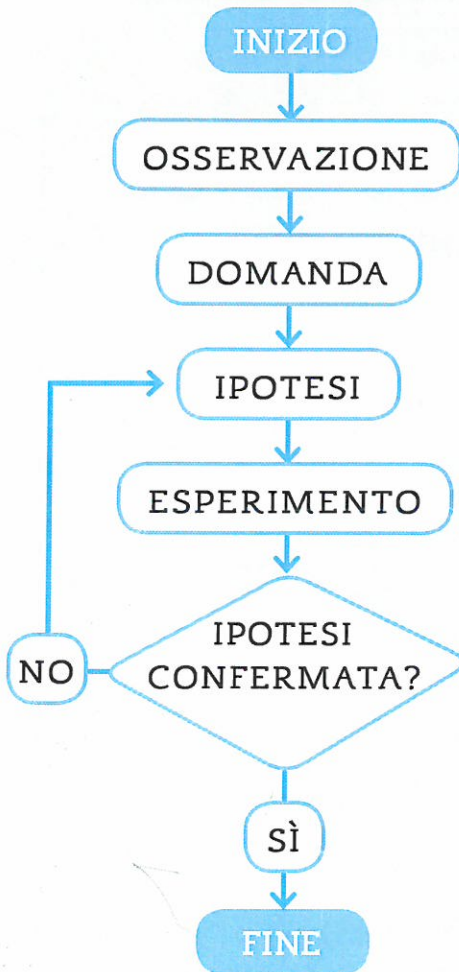 INIZIO
OSSERVAZIONE
DOMANDA
IPOTESI
ESPERIMENTO
IPOTESI
CONFERMATA?
NO
SÌ
FINE